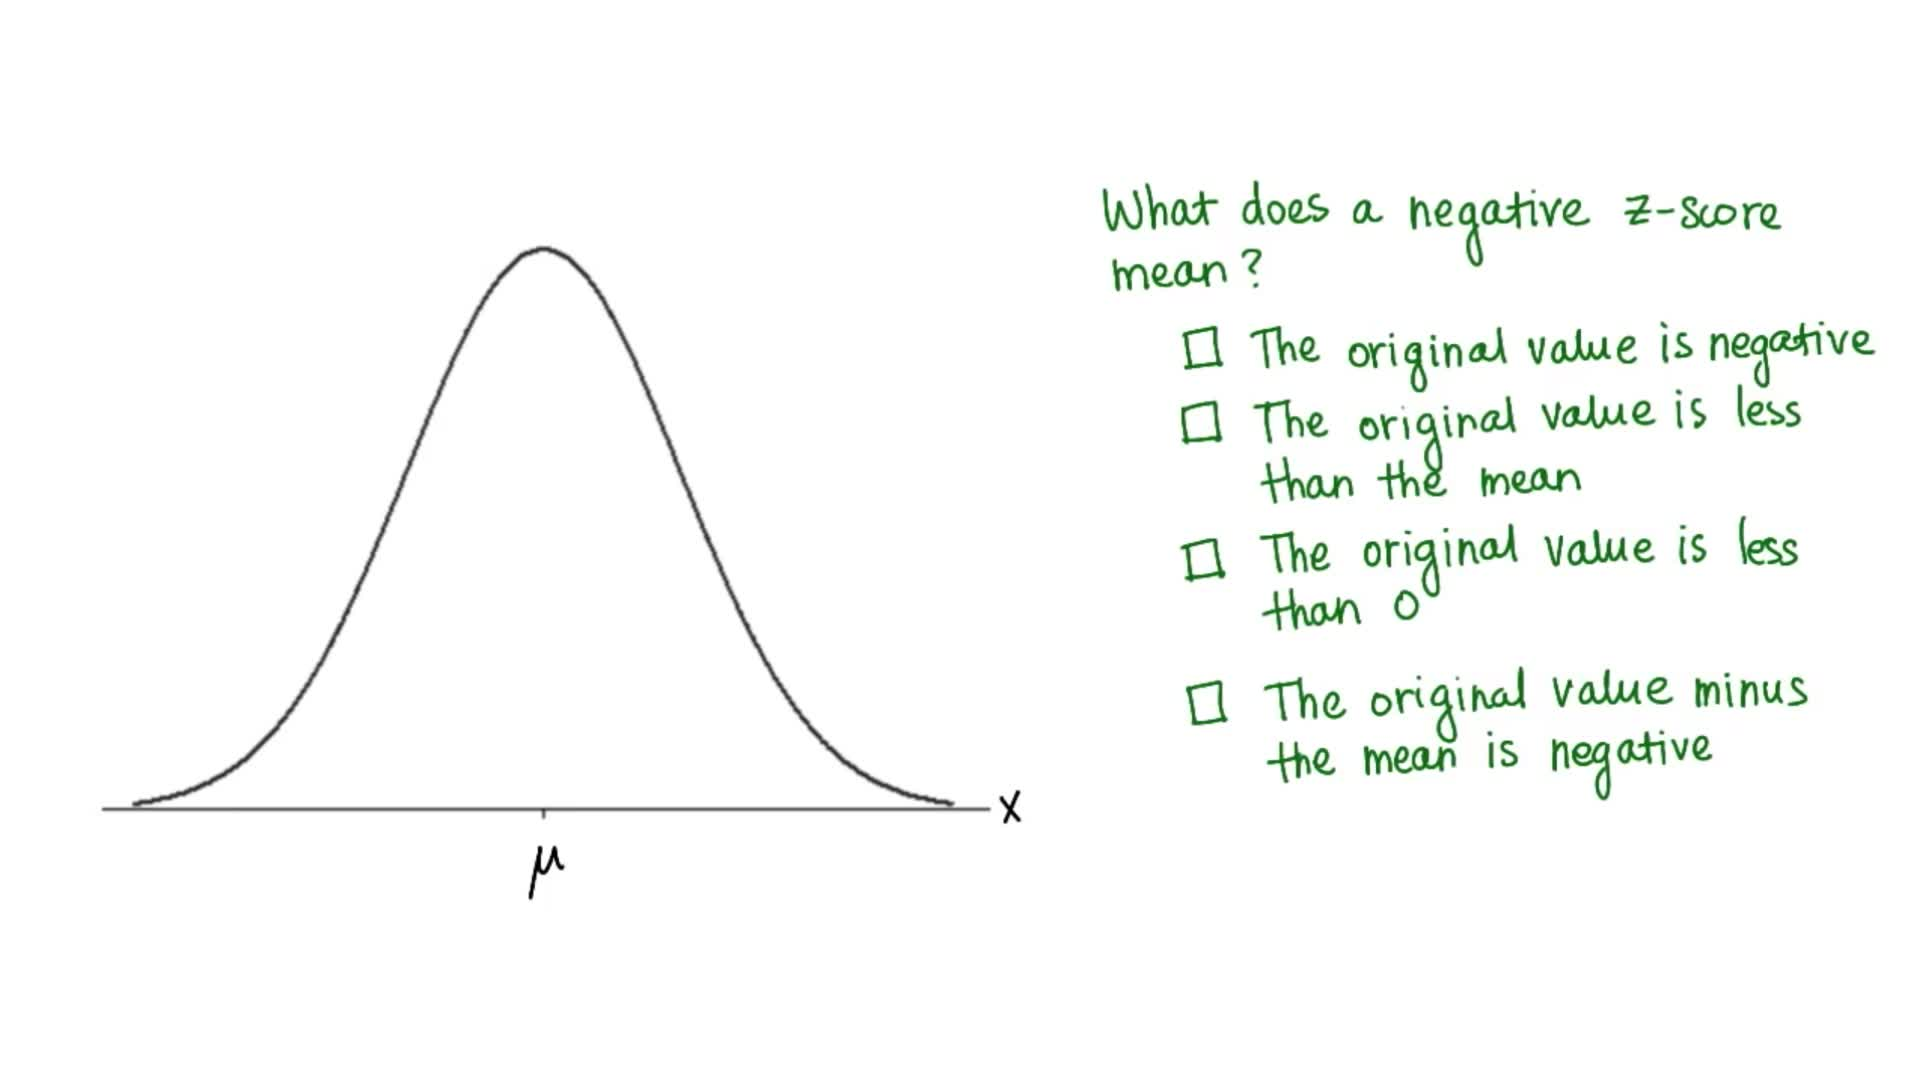 What does a negative z-score
mean?
The original value is negative
The original value is less
than the mean
The original value is less
than 0
The original value minus
the mean is negative
x
μ